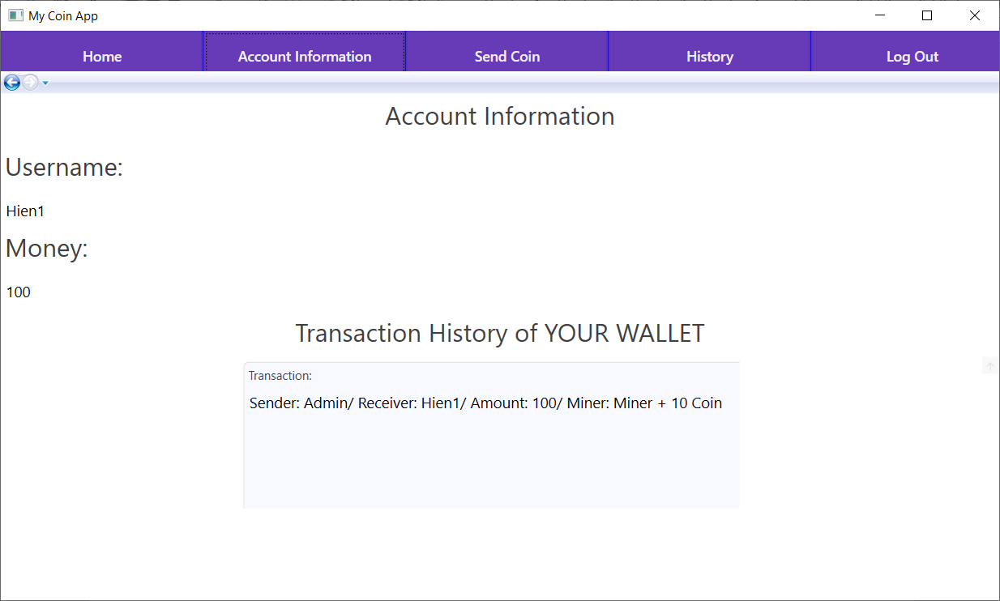 My Coin App
Home Account Information Send Coin History Log Out
Account Information
Username:
Hien1
Money:
100
Transaction History of YOUR WALLET
Transaction:
Sender: Admin/ Receiver: Hien1/ Amount: 100/ Miner: Miner + 10 Coin